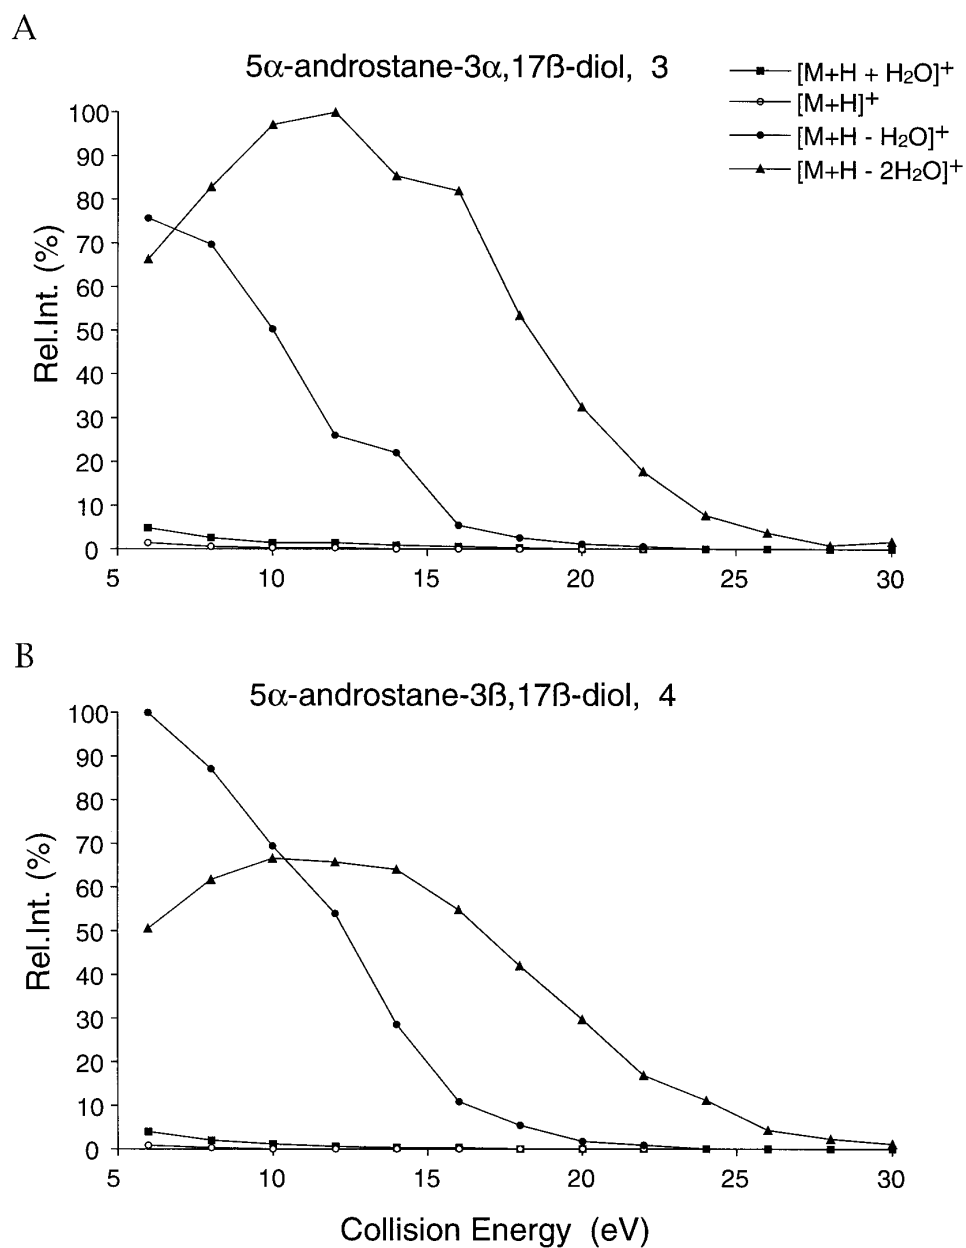 A
5α-androstane-3α,17ß-diol, 3
[M+H + H₂O]⁺
[M+H]⁺
[M+H - H₂O]⁺
[M+H - 2H₂O]⁺
100
90
80
70
60
50
40
30
20
10
0
Rel.Int. (%)
5 10 15 20 25 30
B
5α-androstane-3ß,17ß-diol, 4
100
90
80
70
60
50
40
30
20
10
0
Rel.Int. (%)
5 10 15 20 25 30
Collision Energy (eV)